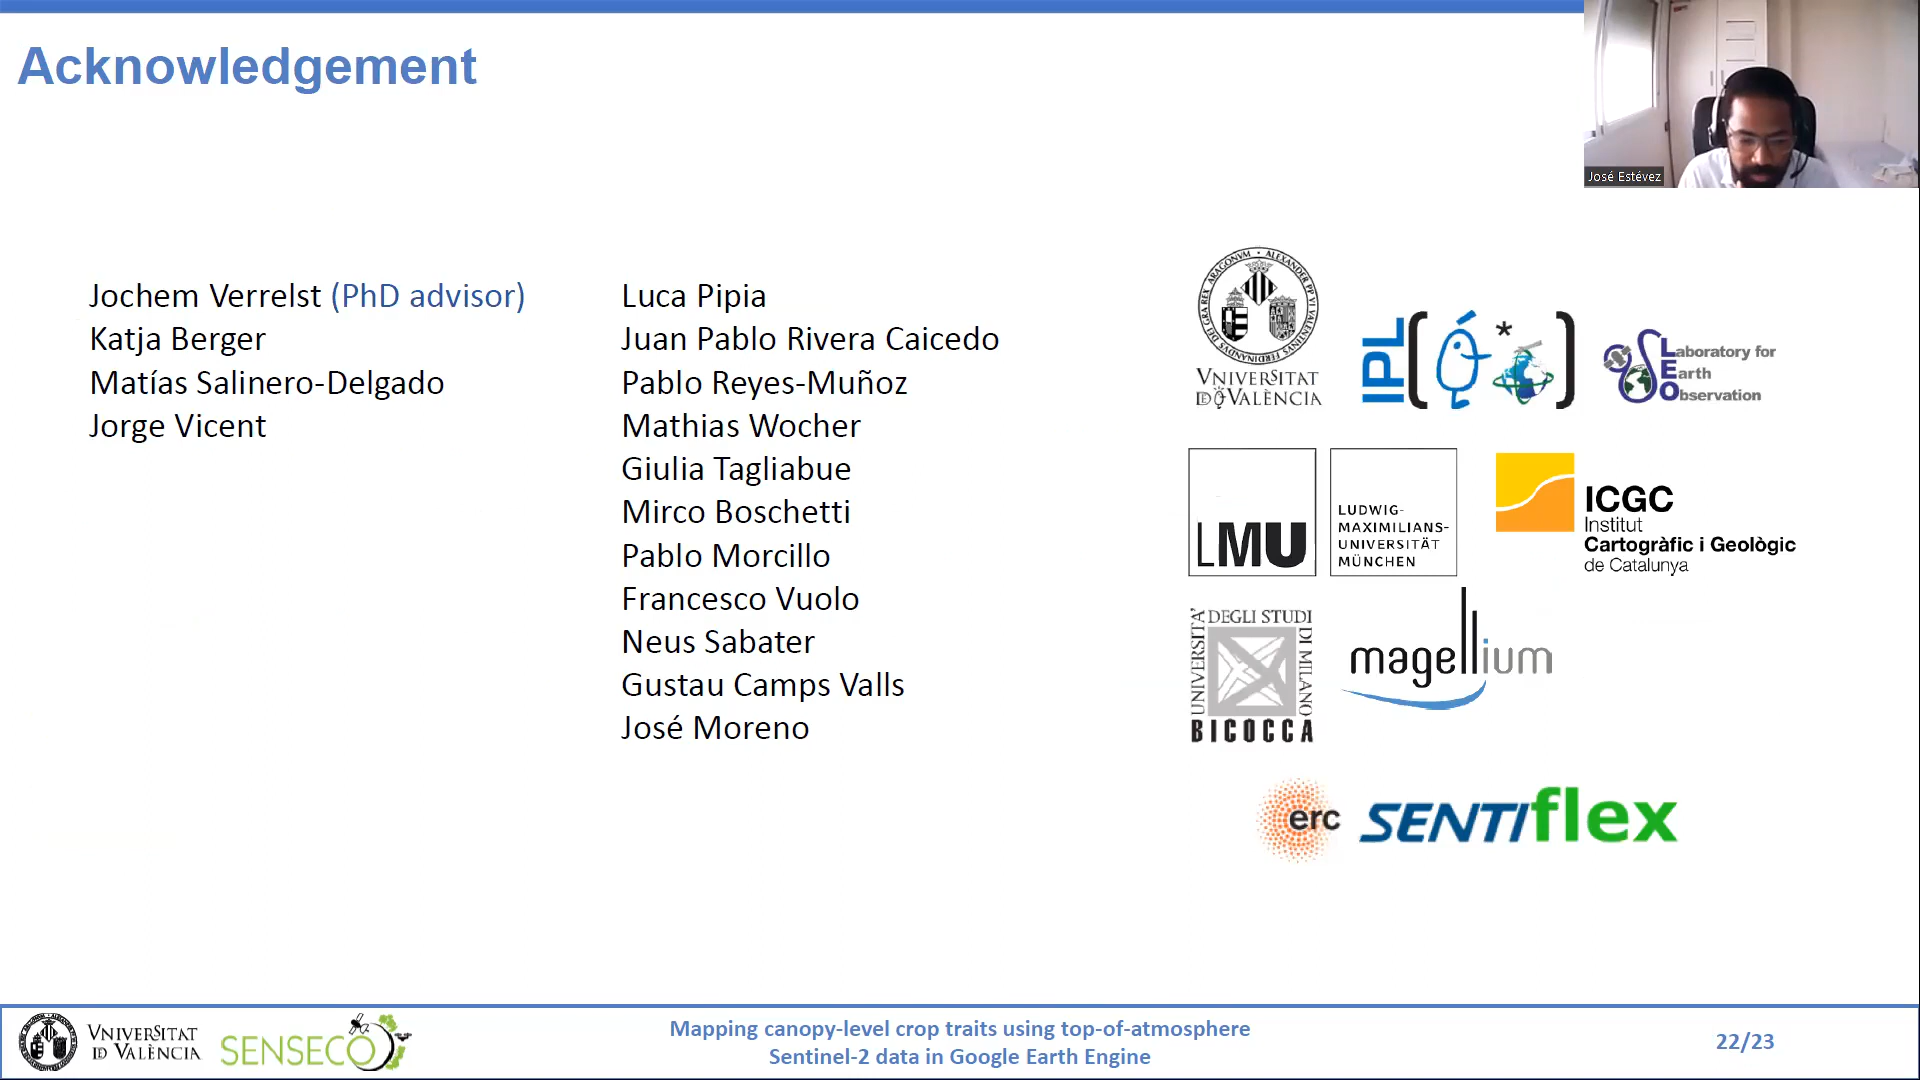 Acknowledgement
José Estévez
Jochem Verrelst (PhD advisor)
Katja Berger
Matías Salinero-Delgado
Jorge Vicent
Luca Pipia
Juan Pablo Rivera Caicedo
Pablo Reyes-Muñoz
Mathias Wocher
Giulia Tagliabue
Mirco Boschetti
Pablo Morcillo
Francesco Vuolo
Neus Sabater
Gustau Camps Valls
José Moreno
VNIVERSITAT
ID QVALÈNCIA
IPL
Laboratory for
Earth
Observation
LMU
LUDWIG-
MAXIMILIANS-
UNIVERSITÄT
MÜNCHEN
ICGC
Institut
Cartogràfic i Geològic
de Catalunya
UNIVERSITA'
DEGLI STUDI
DI MILANO
BICOCCA
magellium
erc
SENTIflex
VNIVERSITAT
ID VALÈNCIA
SENSECO
Mapping canopy-level crop traits using top-of-atmosphere
Sentinel-2 data in Google Earth Engine
22/23